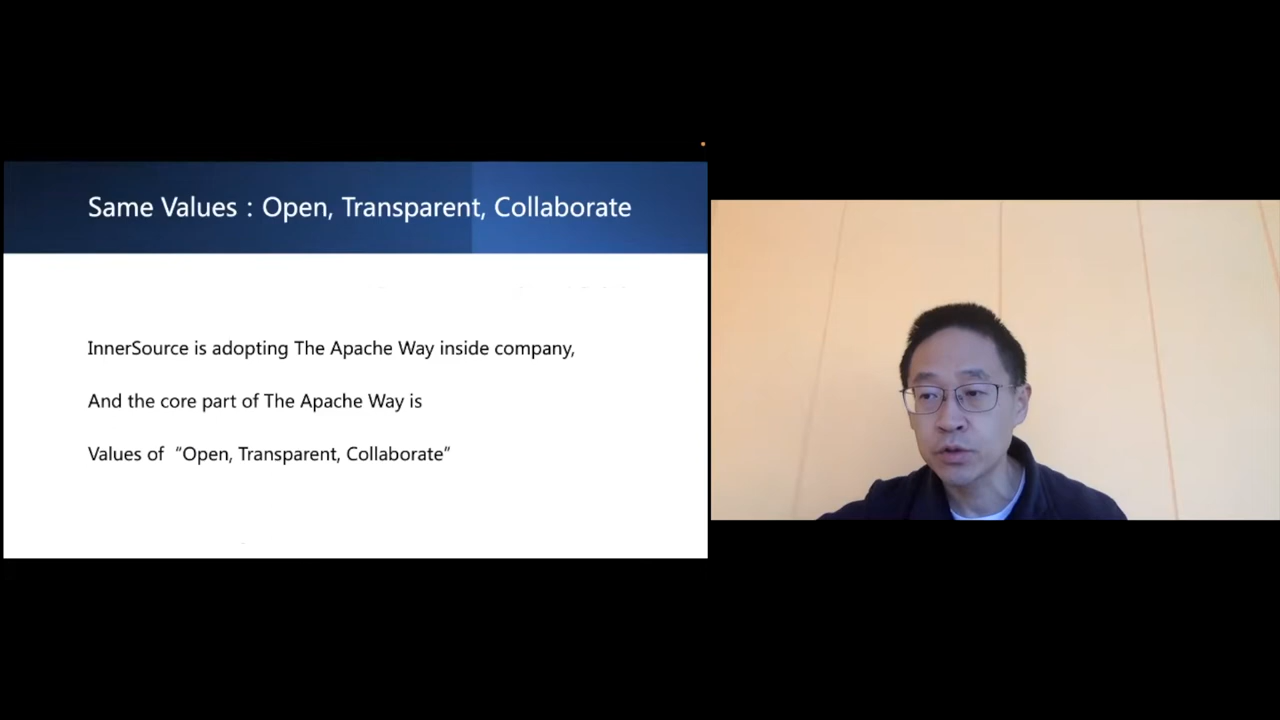 Same Values : Open, Transparent, Collaborate
InnerSource is adopting The Apache Way inside company,
And the core part of The Apache Way is
Values of “Open, Transparent, Collaborate”